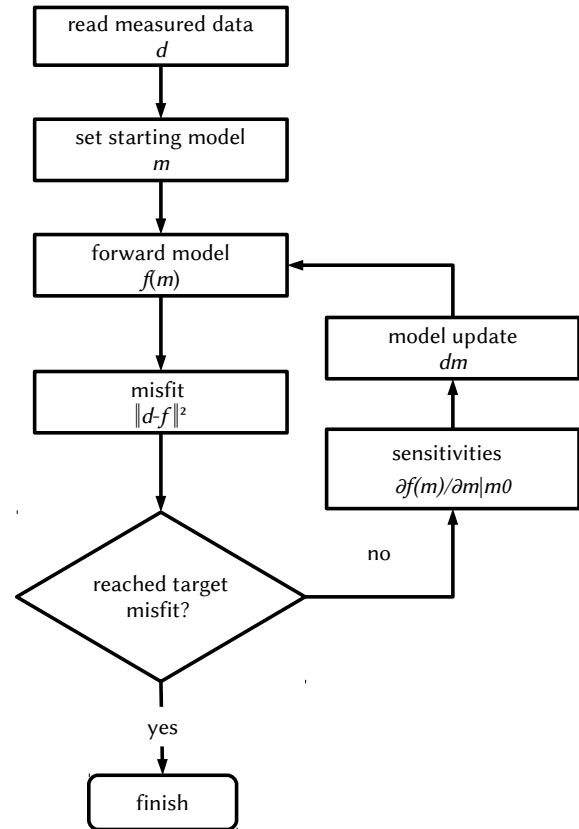 read measured data
d
set starting model
m
forward model
f(m)
misfit
‖d-f‖²
reached target
misfit?
yes
finish
no
sensitivities
∂f(m)/∂m|m0
model update
dm